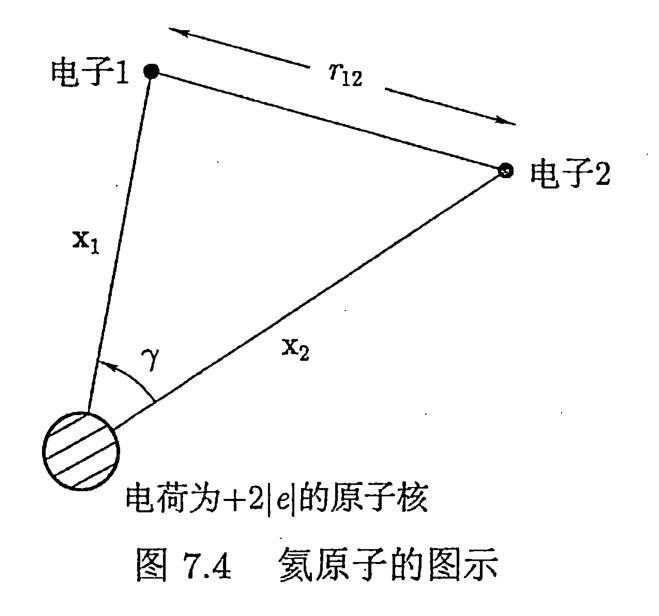 电子1
r₁₂
电子2
x₁
γ
x₂
电荷为+2|e|的原子核
图 7.4 氦原子的图示